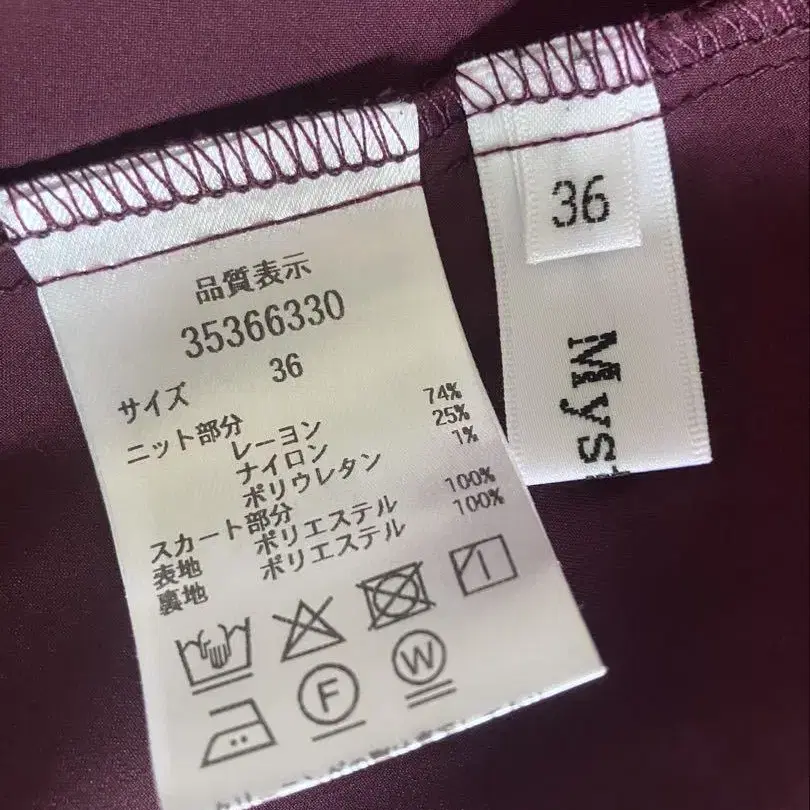 品質表示
35366330
サイズ 36
ニット部分
レーヨン 74%
ナイロン 25%
ポリウレタン 1%
スカート部分
表地 ポリエステル 100%
裏地 ポリエステル 100%
F
W
36
Mys